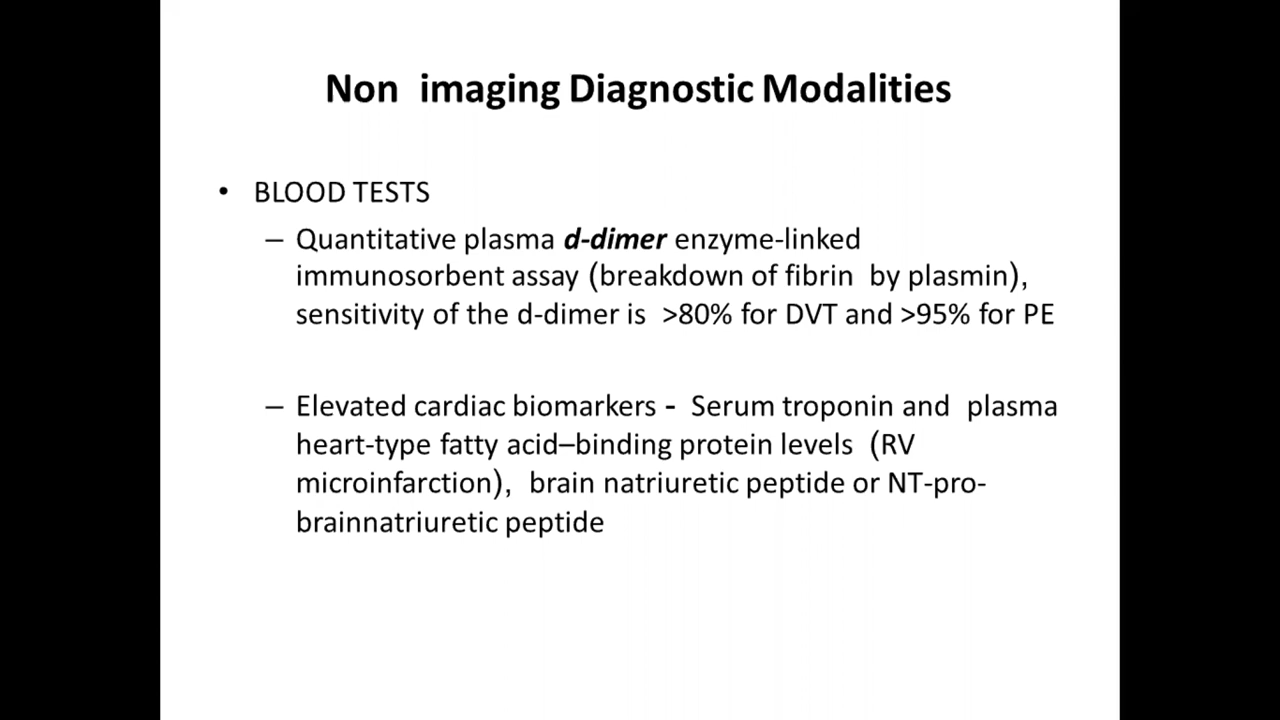 Non imaging Diagnostic Modalities
• BLOOD TESTS
– Quantitative plasma d-dimer enzyme-linked
immunosorbent assay (breakdown of fibrin by plasmin),
sensitivity of the d-dimer is >80% for DVT and >95% for PE
– Elevated cardiac biomarkers - Serum troponin and plasma
heart-type fatty acid–binding protein levels (RV
microinfarction), brain natriuretic peptide or NT-pro-
brainnatriuretic peptide